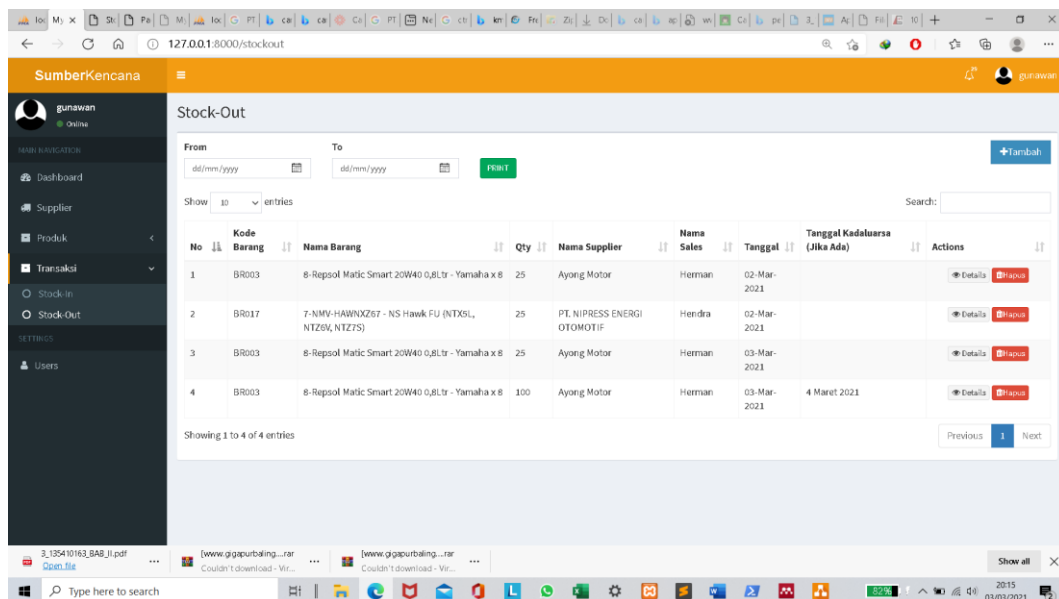 127.0.0.1:8000/stockout
SumberKencana
gunawan
gunawan
Online
Stock-Out
MAIN NAVIGATION
Dashboard
Supplier
Produk
Transaksi
Stock-In
Stock-Out
SETTINGS
Users
From To
dd/mm/yyyy dd/mm/yyyy PRINT
+Tambah
Show 10 entries Search:
No Kode Barang Nama Barang Qty Nama Supplier Nama Sales Tanggal Tanggal Kadaluarsa (Jika Ada) Actions
1 BR003 8-Repsol Matic Smart 20W40 0,8Ltr - Yamaha x 8 25 Ayong Motor Herman 02-Mar-2021 Details Hapus
2 BR017 7-NMV-HAWNXZ67 - NS Hawk FU (NTX5L, NTZ6V, NTZ7S) 25 PT. NIPRESS ENERGI OTOMOTIF Hendra 02-Mar-2021 Details Hapus
3 BR003 8-Repsol Matic Smart 20W40 0,8Ltr - Yamaha x 8 25 Ayong Motor Herman 03-Mar-2021 Details Hapus
4 BR003 8-Repsol Matic Smart 20W40 0,8Ltr - Yamaha x 8 100 Ayong Motor Herman 03-Mar-2021 4 Maret 2021 Details Hapus
Showing 1 to 4 of 4 entries
Previous 1 Next
3_135410163_BAB_II.pdf
Open file
[www.gigapurbaling....rar
Couldn't download - Vir...
[www.gigapurbaling....rar
Couldn't download - Vir...
Show all
Type here to search
82%
20:15
03/03/2021